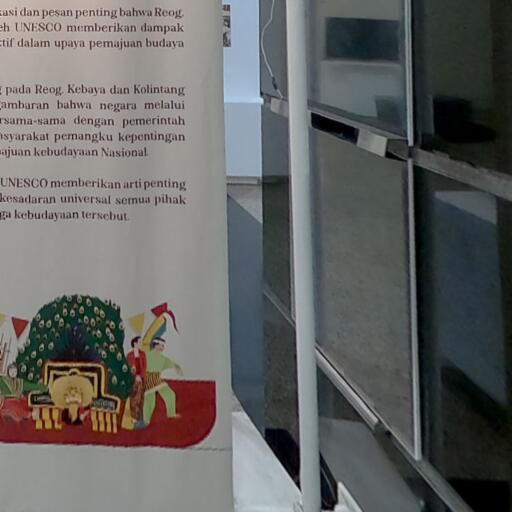 kasi dan pesan penting bahwa Reog.
eh UNESCO memberikan dampak
tif dalam upaya pemajuan budaya
g pada Reog. Kebaya dan Kolintang
gambaran bahwa negara melalui
ersama-sama dengan pemerintah
asyarakat pemangku kepentingan
ajuan kebudayaan Nasional.
UNESCO memberikan arti penting
kesadaran universal semua pihak
ga kebudayaan tersebut.